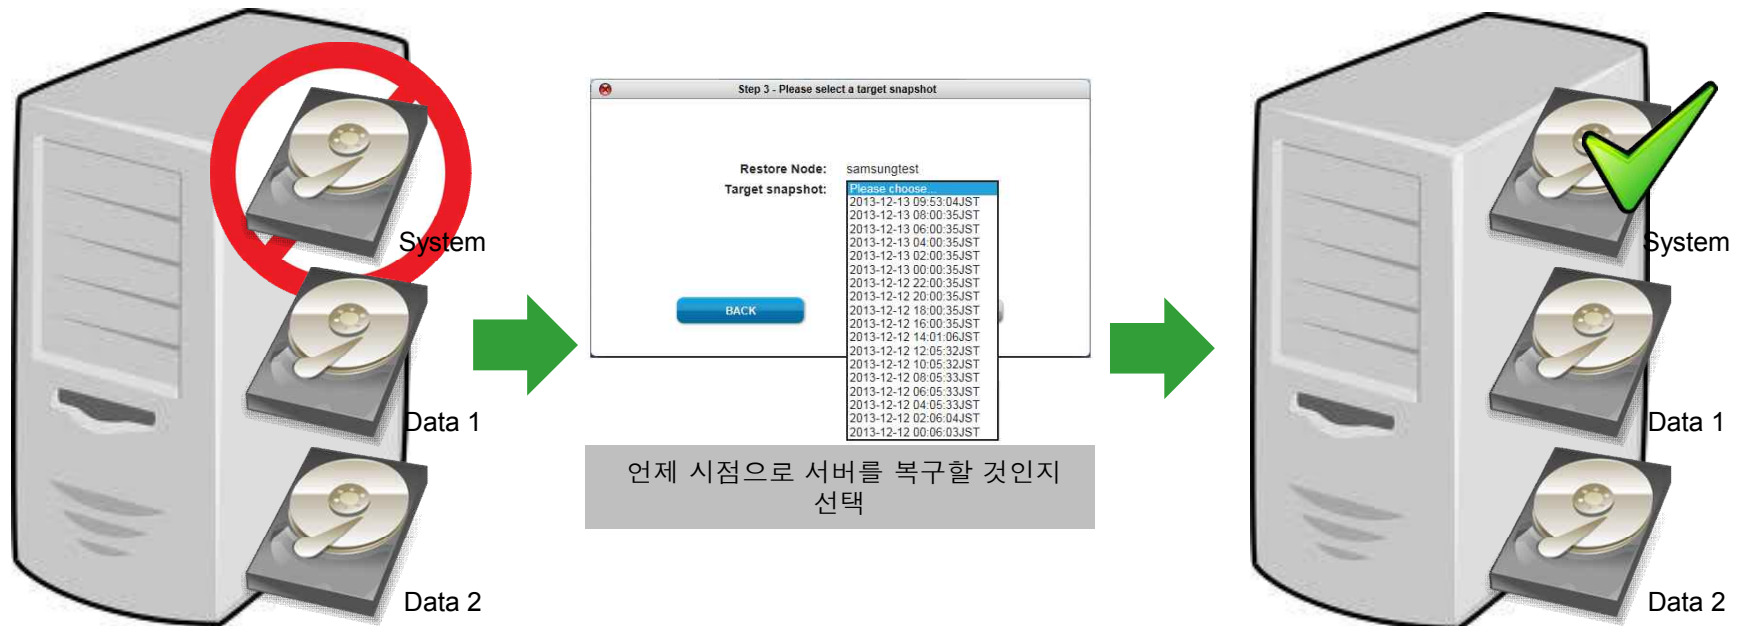 System
Data 1
Data 2
Step 3 - Please select a target snapshot
Restore Node: samsungtest
Target snapshot: Please choose...
2013-12-13 09:53:04JST
2013-12-13 08:00:35JST
2013-12-13 06:00:35JST
2013-12-13 04:00:35JST
2013-12-13 02:00:35JST
2013-12-13 00:00:35JST
2013-12-12 22:00:35JST
2013-12-12 20:00:35JST
2013-12-12 18:00:35JST
2013-12-12 16:00:35JST
2013-12-12 14:01:06JST
2013-12-12 12:05:32JST
2013-12-12 10:05:32JST
2013-12-12 08:05:33JST
2013-12-12 06:05:33JST
2013-12-12 04:05:33JST
2013-12-12 02:06:04JST
2013-12-12 00:06:03JST
BACK
언제 시점으로 서버를 복구할 것인지
선택
System
Data 1
Data 2